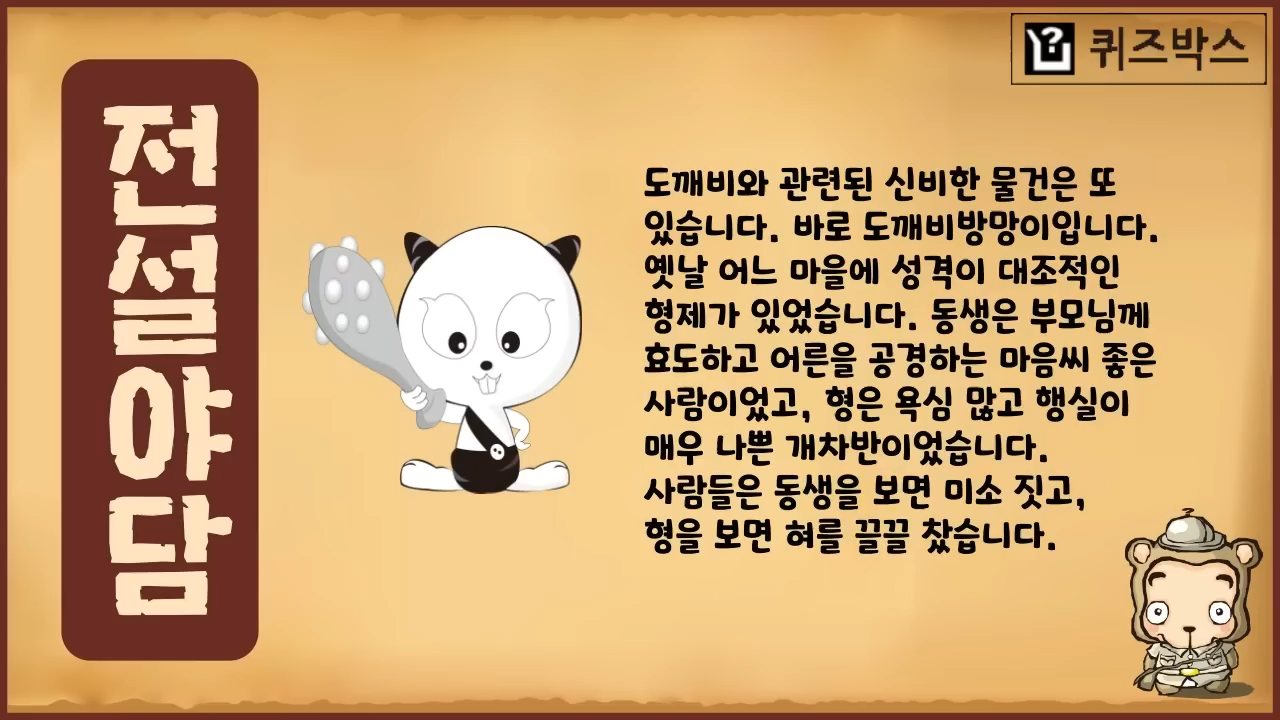 퀴즈박스
전설야담
도깨비와 관련된 신비한 물건은 또
있습니다. 바로 도깨비방망이입니다.
옛날 어느 마을에 성격이 대조적인
형제가 있었습니다. 동생은 부모님께
효도하고 어른을 공경하는 마음씨 좋은
사람이었고, 형은 욕심 많고 행실이
매우 나쁜 개차반이었습니다.
사람들은 동생을 보면 미소 짓고,
형을 보면 혀를 끌끌 찼습니다.